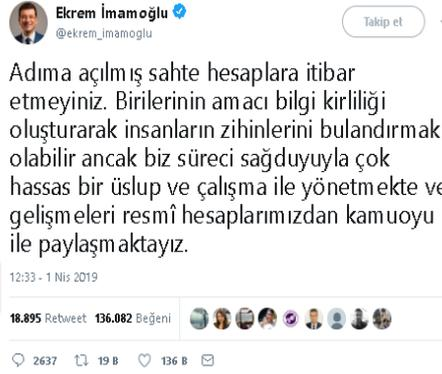 Ekrem İmamoğlu
@ekrem_imamoglu
Takip et
Adıma açılmış sahte hesaplara itibar
etmeyiniz. Birilerinin amacı bilgi kirliliği
oluşturarak insanların zihinlerini bulandırmak
olabilir ancak biz süreci sağduyuyla çok
hassas bir üslup ve çalışma ile yönetmekte ve
gelişmeleri resmî hesaplarımızdan kamuoyu
ile paylaşmaktayız.
12:33 - 1 Nis 2019
18.895 Retweet 136.082 Beğeni
2637 19 B 136 B